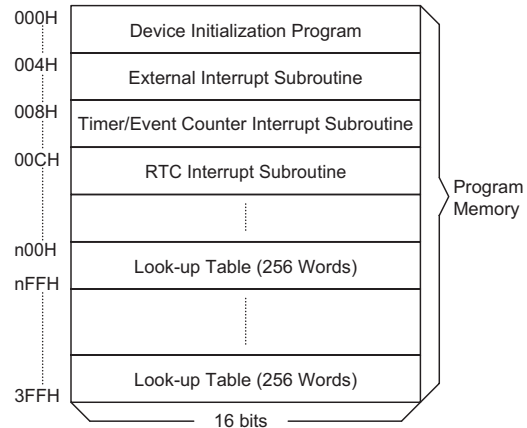 000H
Device Initialization Program
004H
External Interrupt Subroutine
008H
Timer/Event Counter Interrupt Subroutine
00CH
RTC Interrupt Subroutine
Program
Memory
n00H
Look-up Table (256 Words)
nFFH
Look-up Table (256 Words)
3FFH
16 bits